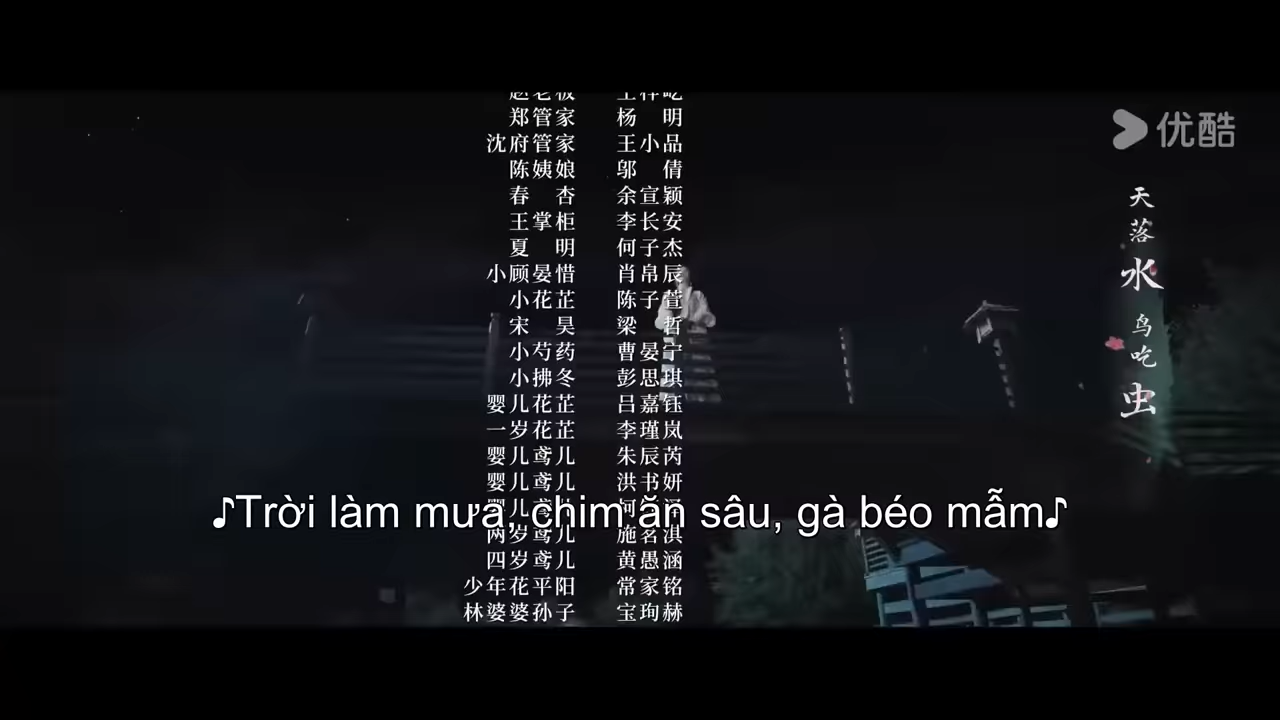 优酷
郑管家 杨 明
沈府管家 王小品
陈姨娘 邬 倩
春 杏 余宣颖
王掌柜 李长安
夏 明 何子杰
小顾晏惜 肖帛辰
小花芷 陈子萱
宋 昊 梁 哲
小芍药 曹晏宁
小拂冬 彭思琪
婴儿花芷 吕嘉钰
一岁花芷 李瑾岚
婴儿鸢儿 朱辰芮
婴儿鸢儿 洪书妍
两岁鸢儿 施茗淇
四岁鸢儿 黄愚涵
少年花平阳 常家铭
林婆婆孙子 宝珣赫
天落水
鸟吃虫
♪Trời làm mưa, chim ăn sâu, gà béo mẫm♪